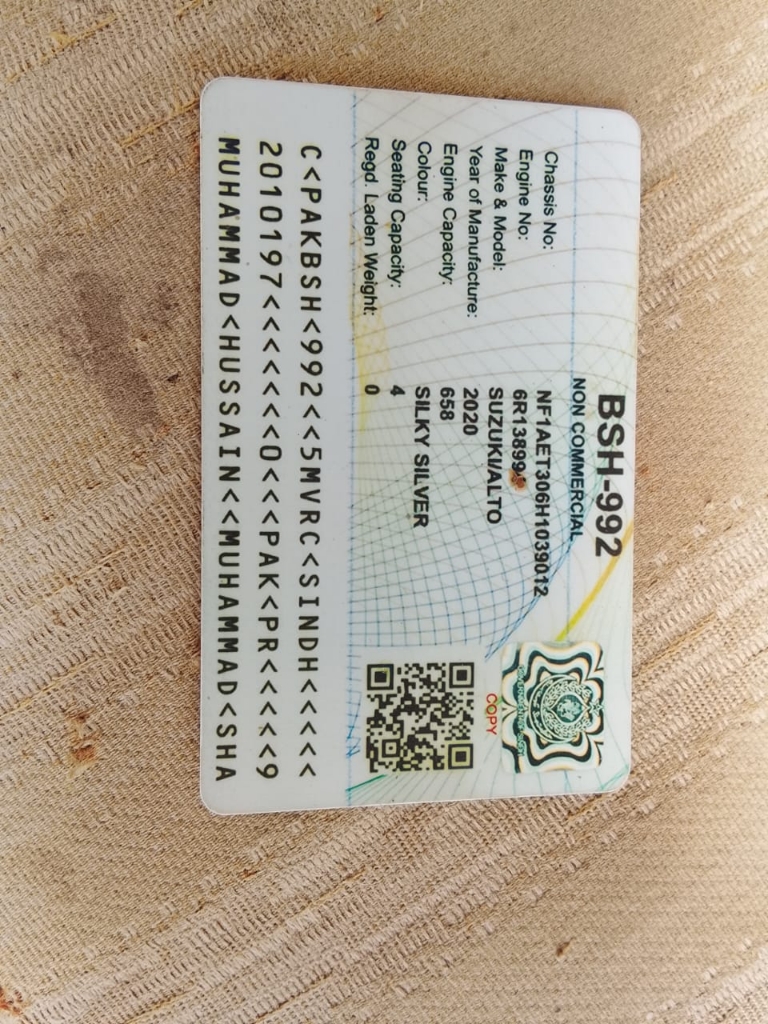 BSH-992
NON COMMERCIAL
Chassis No: NF1AET306H1039012
Engine No:
Make & Model: SUZUKI/ALTO
Year of Manufacture: 2020
Engine Capacity: 658
Colour: SILKY SILVER
Seating Capacity: 4
Regd. Laden Weight: 0
COPY
C<PAKBSH<992<<5MVRC<SINDH<<<<<
2010197<<<<<<<0<<<PAK<PR<<<<<9
MUHAMMAD<HUSSAIN<<MUHAMMAD<SHA